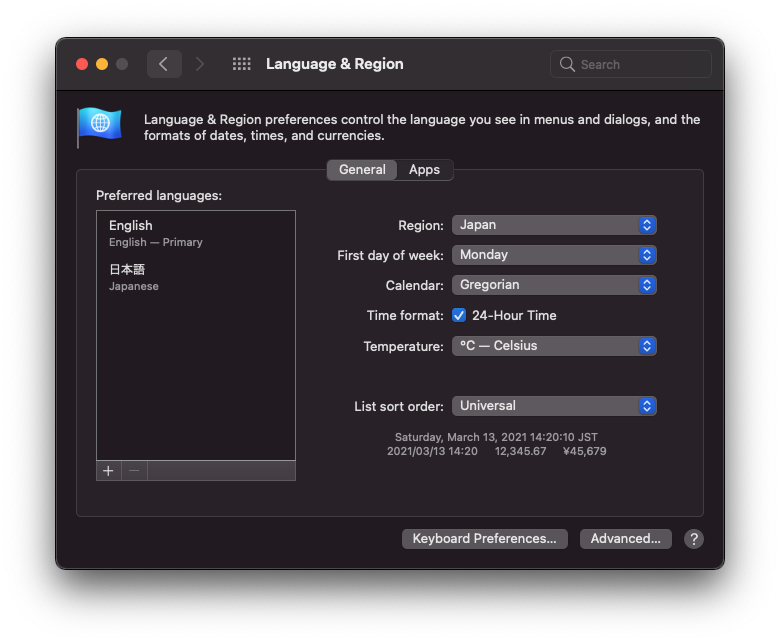 Language & Region
Search
Language & Region preferences control the language you see in menus and dialogs, and the
formats of dates, times, and currencies.
General Apps
Preferred languages:
English
English — Primary
日本語
Japanese
Region: Japan
First day of week: Monday
Calendar: Gregorian
Time format: 24-Hour Time
Temperature: °C — Celsius
List sort order: Universal
Saturday, March 13, 2021 14:20:10 JST
2021/03/13 14:20 12,345.67 ¥45,679
Keyboard Preferences... Advanced... ?